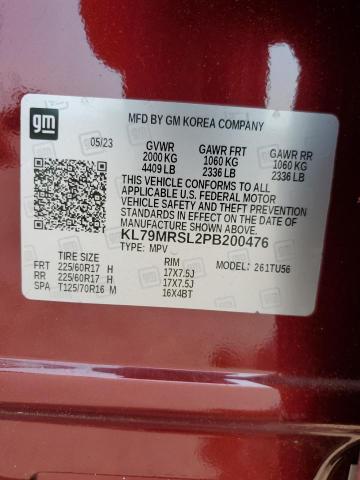 gm
MFD BY GM KOREA COMPANY
05/23 GVWR GAWR FRT GAWR RR
2000 KG 1060 KG 1060 KG
4409 LB 2336 LB 2336 LB
THIS VEHICLE CONFORMS TO ALL
APPLICABLE U.S. FEDERAL MOTOR
VEHICLE SAFETY AND THEFT
PREVENTION STANDARDS IN EFFECT ON
THE DATE OF MANUFACTURE SHOWN ABOVE.
KL79MRSL2PB200476
TYPE: MPV MODEL: 261TU56
TIRE SIZE RIM
FRT 225/60R17 H 17X7.5J
RR 225/60R17 H 17X7.5J
SPA T125/70R16 M 16X4BT